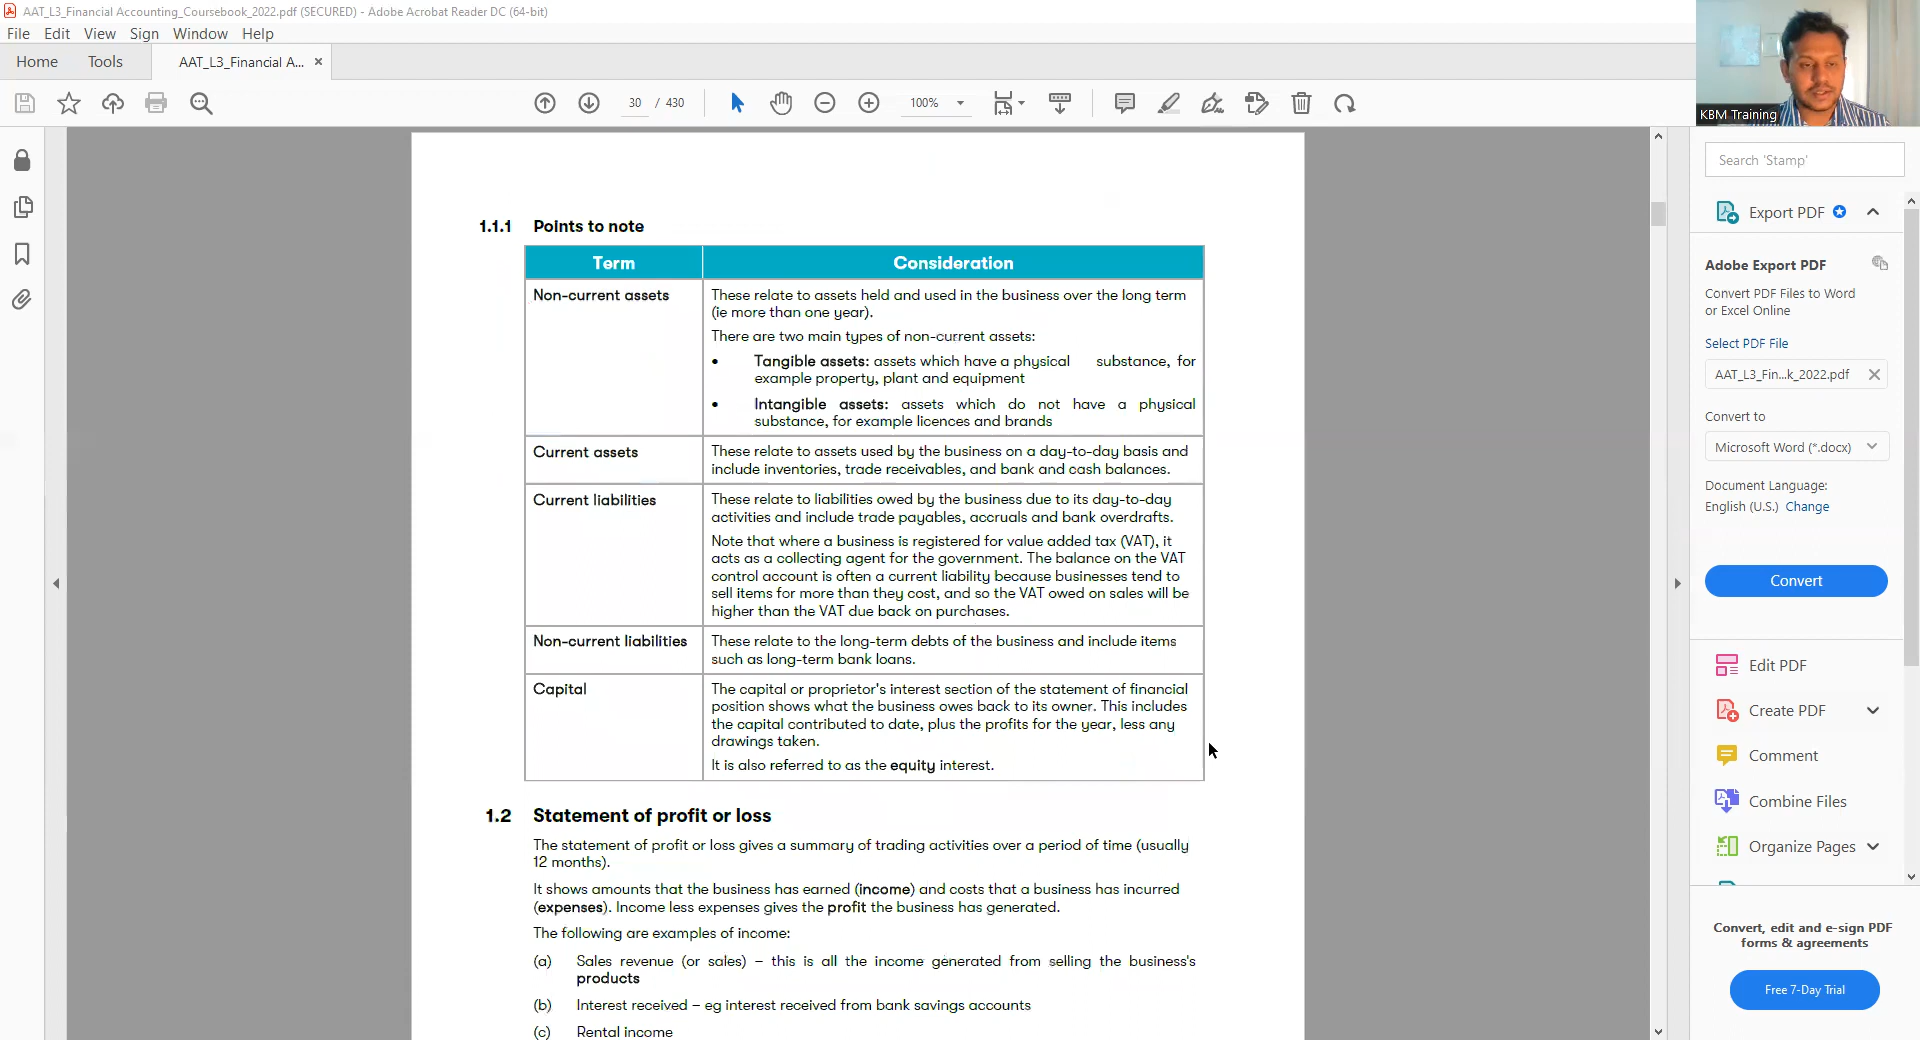 AAT_L3_Financial Accounting_Coursebook_2022.pdf (SECURED) - Adobe Acrobat Reader DC (64-bit)
File Edit View Sign Window Help
Home Tools AAT_L3_Financial A... ×
30 / 430 100%
KBM Training
1.1.1 Points to note
Term Consideration
Non-current assets
These relate to assets held and used in the business over the long term
(ie more than one year).
There are two main types of non-current assets:
• Tangible assets: assets which have a physical substance, for
example property, plant and equipment
• Intangible assets: assets which do not have a physical
substance, for example licences and brands
Current assets
These relate to assets used by the business on a day-to-day basis and
include inventories, trade receivables, and bank and cash balances.
Current liabilities
These relate to liabilities owed by the business due to its day-to-day
activities and include trade payables, accruals and bank overdrafts.
Note that where a business is registered for value added tax (VAT), it
acts as a collecting agent for the government. The balance on the VAT
control account is often a current liability because businesses tend to
sell items for more than they cost, and so the VAT owed on sales will be
higher than the VAT due back on purchases.
Non-current liabilities
These relate to the long-term debts of the business and include items
such as long-term bank loans.
Capital
The capital or proprietor's interest section of the statement of financial
position shows what the business owes back to its owner. This includes
the capital contributed to date, plus the profits for the year, less any
drawings taken.
It is also referred to as the equity interest.
1.2 Statement of profit or loss
The statement of profit or loss gives a summary of trading activities over a period of time (usually
12 months).
It shows amounts that the business has earned (income) and costs that a business has incurred
(expenses). Income less expenses gives the profit the business has generated.
The following are examples of income:
(a) Sales revenue (or sales) – this is all the income generated from selling the business's
products
(b) Interest received – eg interest received from bank savings accounts
(c) Rental income
Search 'Stamp'
Export PDF
Adobe Export PDF
Convert PDF Files to Word
or Excel Online
Select PDF File
AAT_L3_Fin...k_2022.pdf
Convert to
Microsoft Word (*.docx)
Document Language:
English (U.S.) Change
Convert
Edit PDF
Create PDF
Comment
Combine Files
Organize Pages
Convert, edit and e-sign PDF
forms & agreements
Free 7-Day Trial